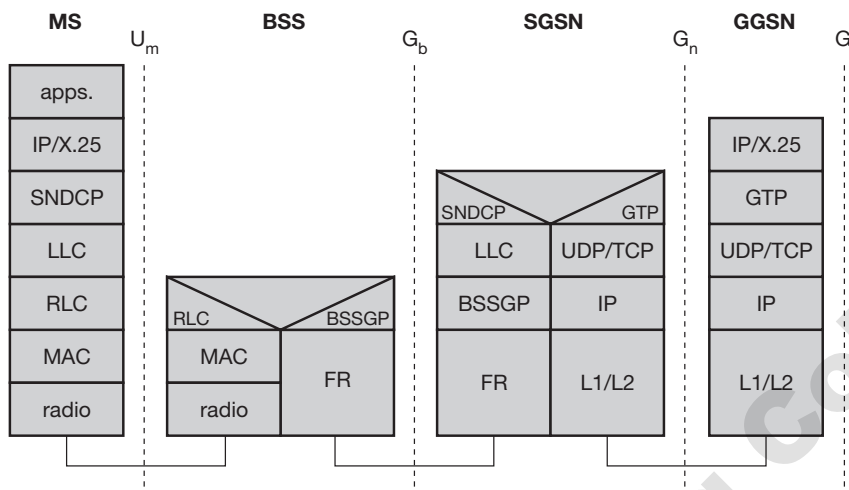 MS
BSS
SGSN
GGSN
Um
Gb
Gn
G
apps.
IP/X.25
SNDCP
LLC
RLC
MAC
radio
RLC
BSSGP
MAC
radio
FR
SNDCP
GTP
LLC
UDP/TCP
BSSGP
IP
FR
L1/L2
IP/X.25
GTP
UDP/TCP
IP
L1/L2